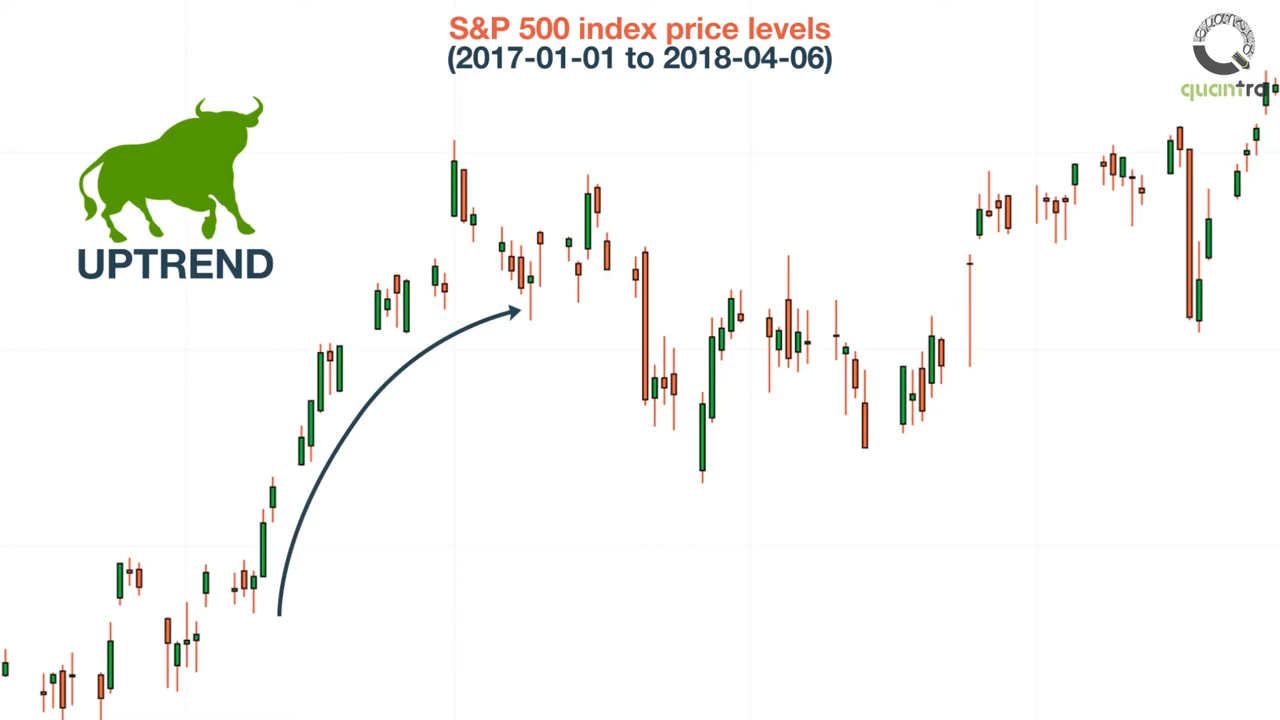 S&P 500 index price levels
(2017-01-01 to 2018-04-06)
quantra
UPTREND